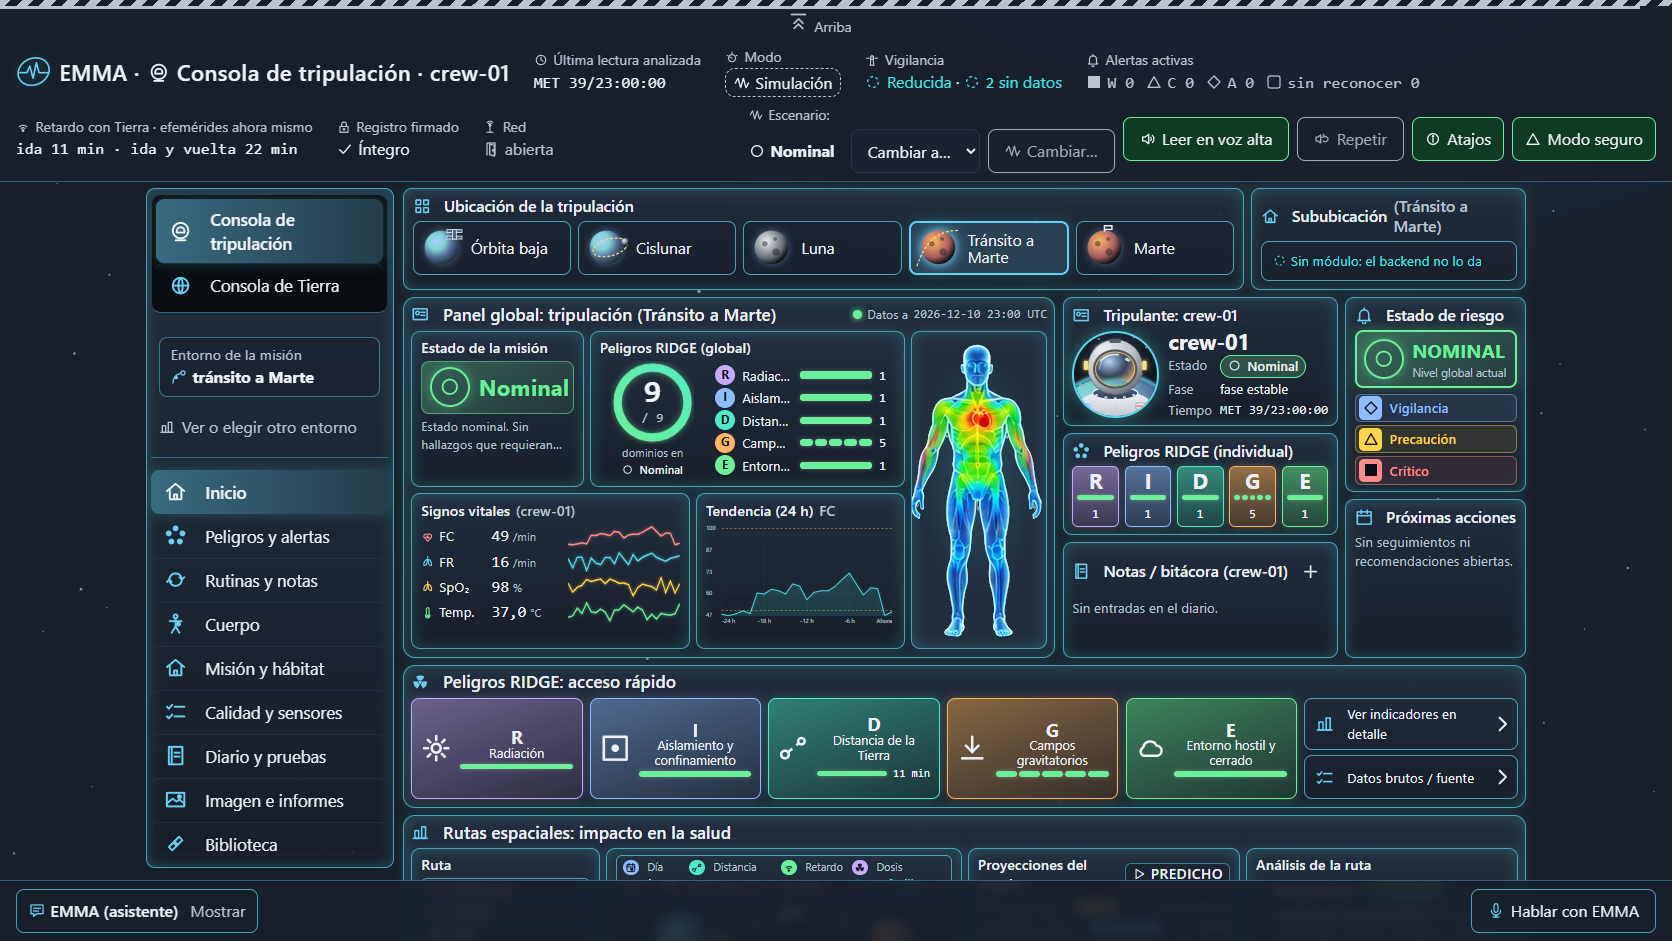 Arriba
EMMA · Consola de tripulación · crew-01
Última lectura analizada
MET 39/23:00:00
Modo
Simulación
Vigilancia
Reducida · 2 sin datos
Alertas activas
W 0 C 0 A 0 sin reconocer 0
Retardo con Tierra · efemérides ahora mismo
ida 11 min · ida y vuelta 22 min
Registro firmado
Íntegro
Red
abierta
Escenario:
Nominal
Cambiar a...
Cambiar...
Leer en voz alta
Repetir
Atajos
Modo seguro
Consola de
tripulación
Consola de Tierra
Entorno de la misión
tránsito a Marte
Ver o elegir otro entorno
Inicio
Peligros y alertas
Rutinas y notas
Cuerpo
Misión y hábitat
Calidad y sensores
Diario y pruebas
Imagen e informes
Biblioteca
Ubicación de la tripulación
Órbita baja
Cislunar
Luna
Tránsito a
Marte
Marte
Sububicación (Tránsito a
Marte)
Sin módulo: el backend no lo da
Panel global: tripulación (Tránsito a Marte)
Datos a 2026-12-10 23:00 UTC
Estado de la misión
Nominal
Estado nominal. Sin
hallazgos que requieran...
Peligros RIDGE (global)
9
/ 9
dominios en
Nominal
R Radiac... 1
I Aislam... 1
D Distan... 1
G Camp... 5
E Entorn... 1
Signos vitales (crew-01)
FC 49 /min
FR 16 /min
SpO₂ 98 %
Temp. 37,0 °C
Tendencia (24 h) FC
100
87
73
60
47
-24 h -18 h -12 h -6 h Ahora
Tripulante: crew-01
crew-01
Estado Nominal
Fase fase estable
Tiempo MET 39/23:00:00
Peligros RIDGE (individual)
R I D G E
1 1 1 5 1
Notas / bitácora (crew-01)
Sin entradas en el diario.
Estado de riesgo
NOMINAL
Nivel global actual
Vigilancia
Precaución
Crítico
Próximas acciones
Sin seguimientos ni
recomendaciones abiertas.
Peligros RIDGE: acceso rápido
R
Radiación
I
Aislamiento y
confinamiento
D
Distancia de la
Tierra
11 min
G
Campos
gravitatorios
E
Entorno hostil y
cerrado
Ver indicadores en
detalle
Datos brutos / fuente
Rutas espaciales: impacto en la salud
Ruta
Día Distancia Retardo Dosis
Proyecciones del
PREDICHO
Análisis de la ruta
EMMA (asistente) Mostrar
Hablar con EMMA